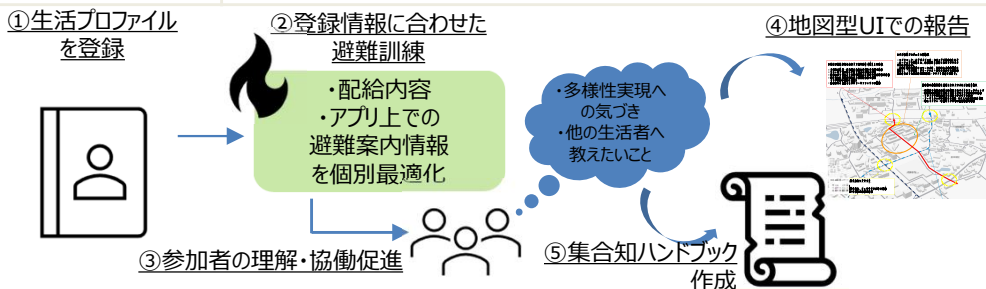 ①生活プロファイル
を登録
②登録情報に合わせた
避難訓練
・配給内容
・アプリ上での
避難案内情報
を個別最適化
③参加者の理解・協働促進
・多様性実現へ
の気づき
・他の生活者へ
教えたいこと
④地図型UIでの報告
⑤集合知ハンドブック
作成